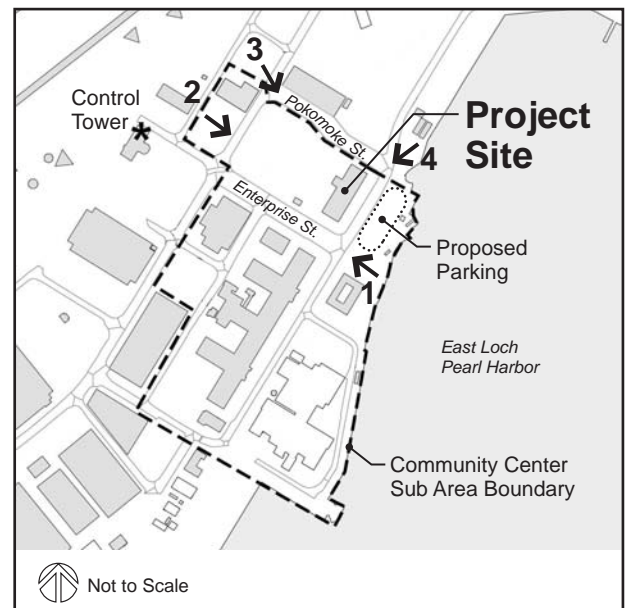 3
2
Control
Tower
*
Pokomoke St.
Project
Site
4
Enterprise St.
Proposed
Parking
1
East Loch
Pearl Harbor
Community Center
Sub Area Boundary
Not to Scale